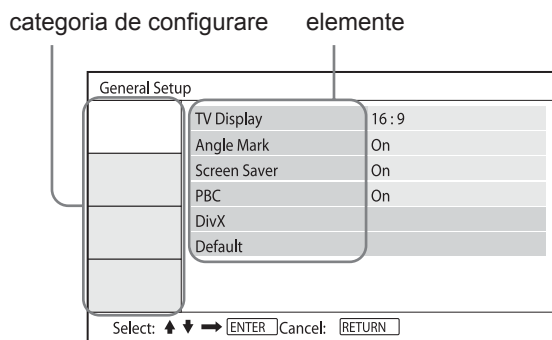 categoria de configurare elemente
General Setup
TV Display 16 : 9
Angle Mark On
Screen Saver On
PBC On
DivX
Default
Select: ↑ ↓ → ENTER Cancel: RETURN